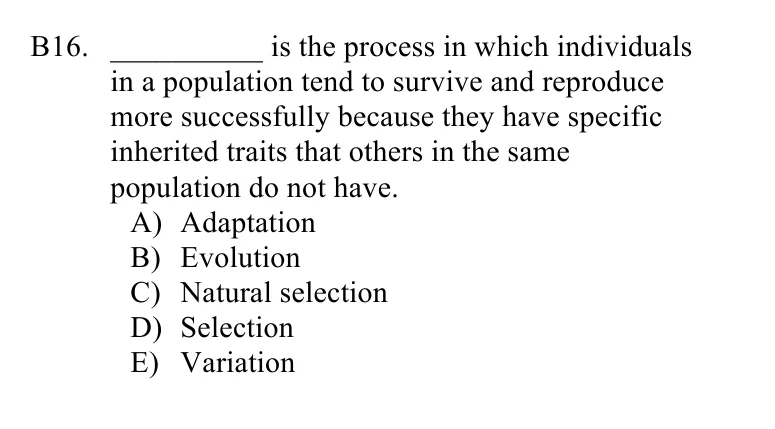 B16. __________ is the process in which individuals
in a population tend to survive and reproduce
more successfully because they have specific
inherited traits that others in the same
population do not have.
A) Adaptation
B) Evolution
C) Natural selection
D) Selection
E) Variation